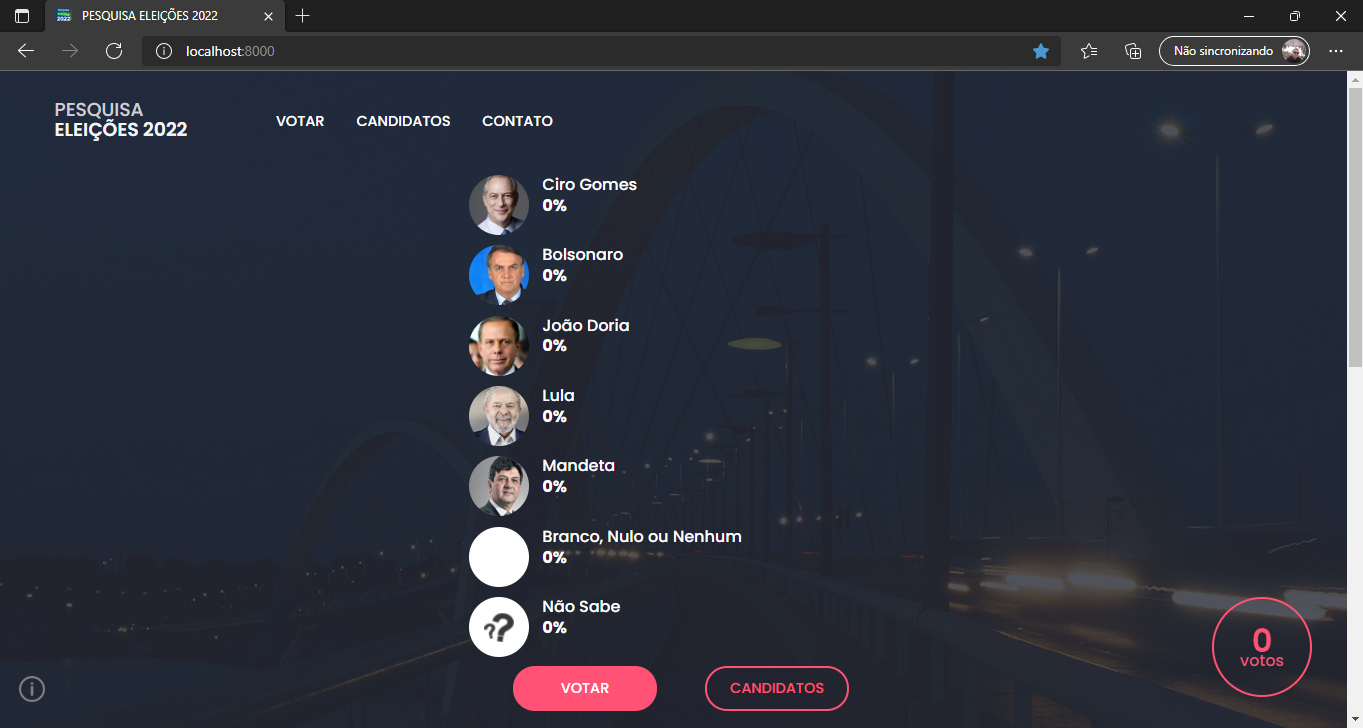 PESQUISA ELEIÇÕES 2022
localhost:8000
Não sincronizando
PESQUISA
ELEIÇÕES 2022
VOTAR
CANDIDATOS
CONTATO
Ciro Gomes
0%
Bolsonaro
0%
João Doria
0%
Lula
0%
Mandeta
0%
Branco, Nulo ou Nenhum
0%
Não Sabe
0%
0
votos
VOTAR
CANDIDATOS